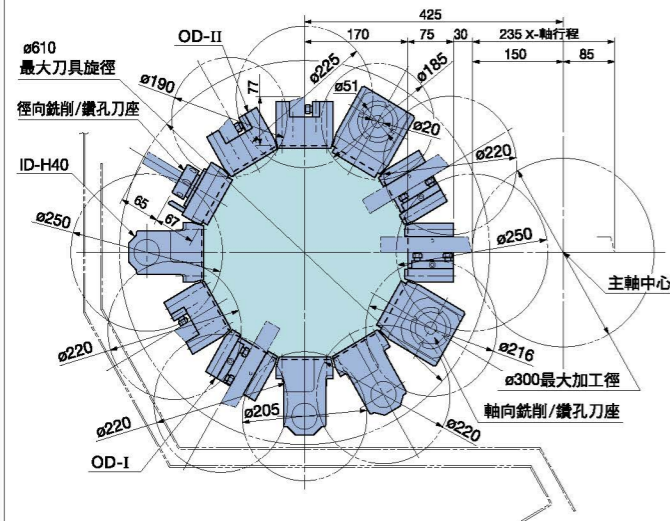 425
170
75
30
235 X-軸行程
150
85
OD-II
ø610
最大刀具旋徑
ø190
77
ø225
ø51
ø185
ø20
徑向銑削/鑽孔刀座
ø220
ID-H40
65
67
ø250
ø250
主軸中心
ø216
ø220
ø300最大加工徑
ø220
ø205
軸向銑削/鑽孔刀座
ø220
OD-I